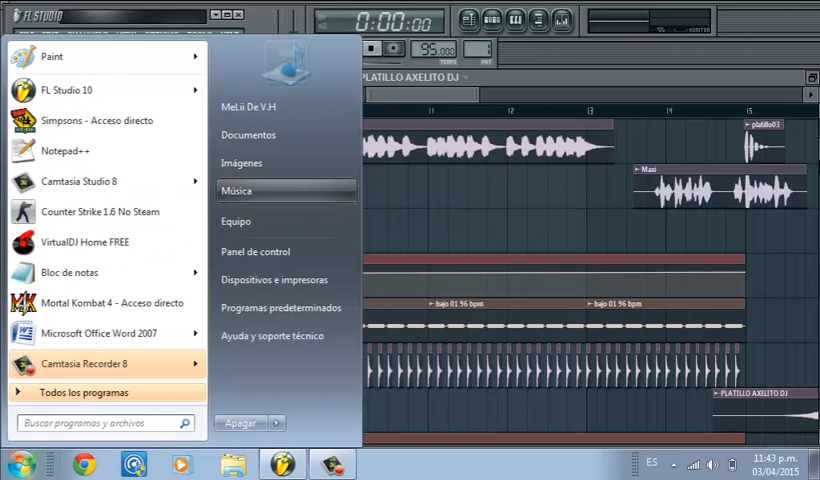 FL STUDIO
0:00:00
95.000
TEMPO
1
PAT
MONITOR
PLATILLO AXELITO DJ
11
12
13
14
15
platillo03
Maxi
bajo 01 96 bpm
bajo 01 96 bpm
PLATILLO AXELITO DJ
Paint
FL Studio 10
Simpsons - Acceso directo
Notepad++
Camtasia Studio 8
Counter Strike 1.6 No Steam
VirtualDJ Home FREE
Bloc de notas
Mortal Kombat 4 - Acceso directo
Microsoft Office Word 2007
Camtasia Recorder 8
Todos los programas
Buscar programas y archivos
MeLii De V.H
Documentos
Imágenes
Música
Equipo
Panel de control
Dispositivos e impresoras
Programas predeterminados
Ayuda y soporte técnico
Apagar
ES
11:43 p.m.
03/04/2015